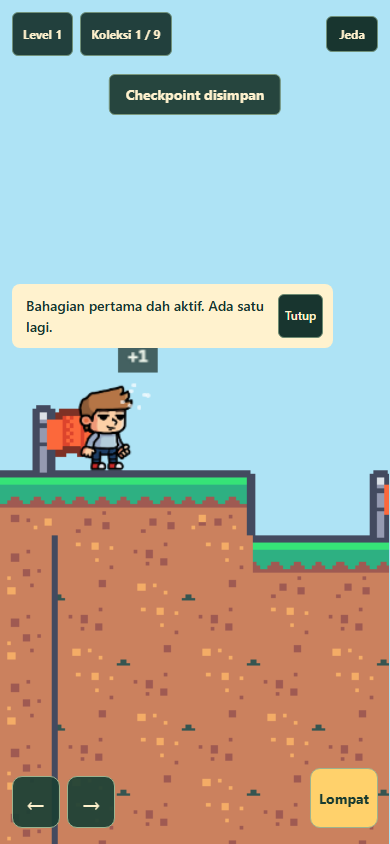 Level 1
Koleksi 1 / 9
Jeda
Checkpoint disimpan
Bahagian pertama dah aktif. Ada satu
lagi.
Tutup
+1
←
→
Lompat